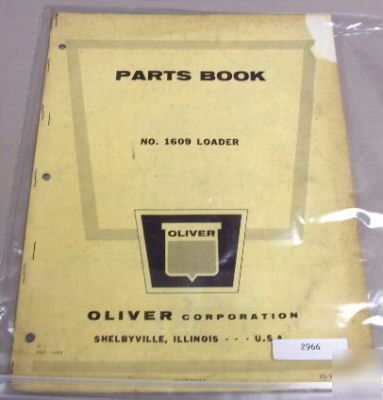 PARTS BOOK
NO. 1609 LOADER
OLIVER
OLIVER CORPORATION
SHELBYVILLE, ILLINOIS - - - U.S.A.
2966